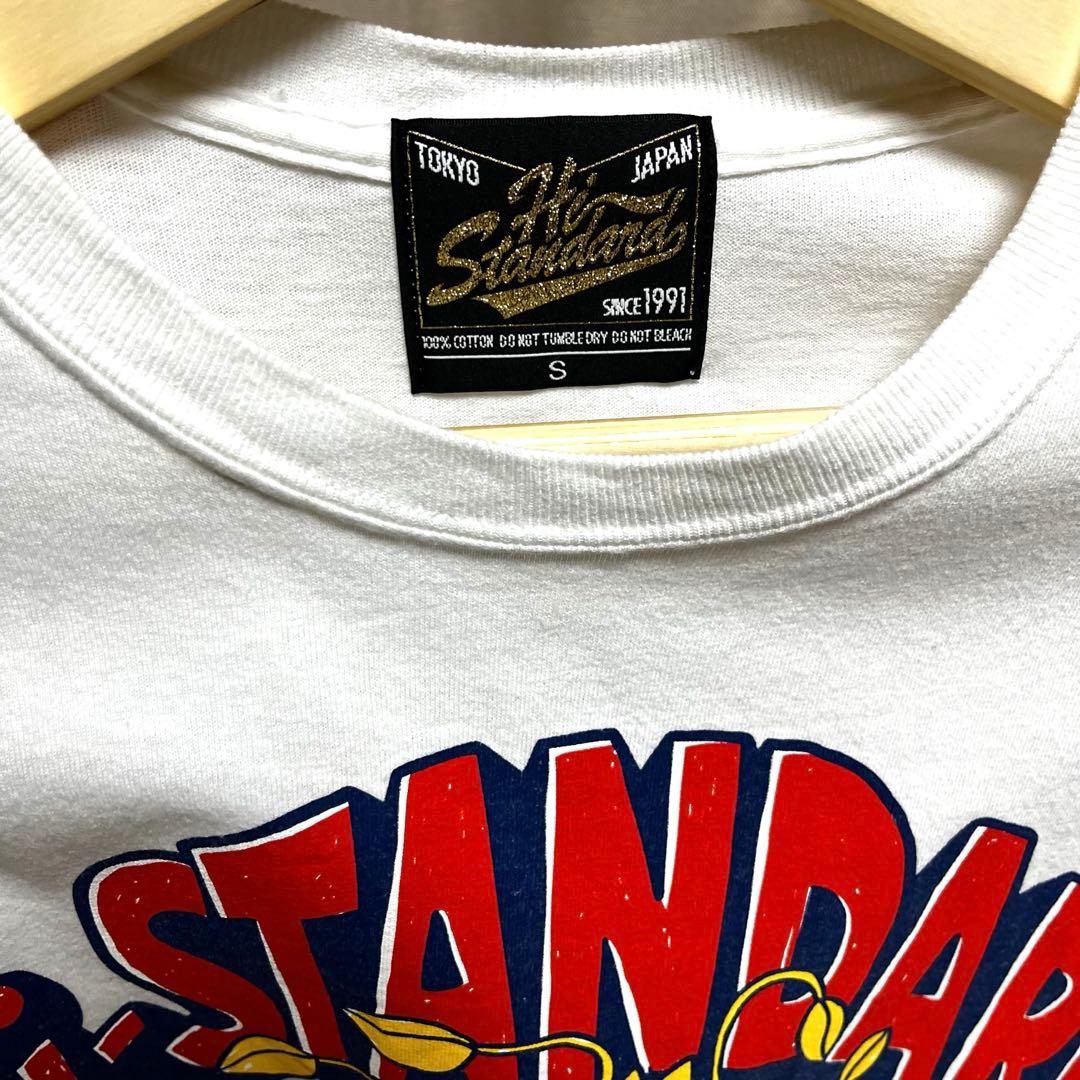 TOKYO JAPAN
Hi-
Standard
SINCE 1991
100% COTTON DO NOT TUMBLE DRY DO NOT BLEACH
S
STANDAR